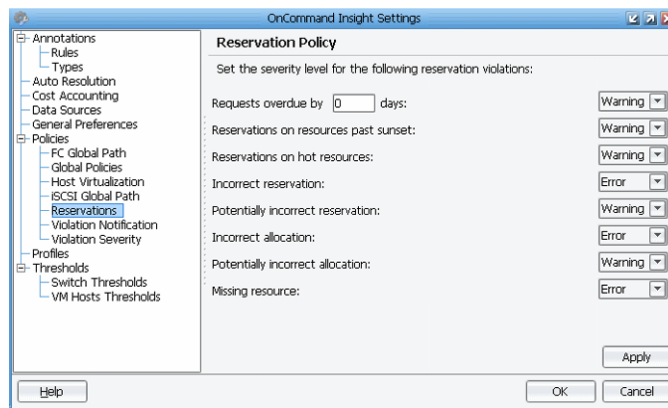 OnCommand Insight Settings
Annotations
Rules
Types
Auto Resolution
Cost Accounting
Data Sources
General Preferences
Policies
FC Global Path
Global Policies
Host Virtualization
iSCSI Global Path
Reservations
Violation Notification
Violation Severity
Profiles
Thresholds
Switch Thresholds
VM Hosts Thresholds
Reservation Policy
Set the severity level for the following reservation violations:
Requests overdue by 0 days: Warning
Reservations on resources past sunset: Warning
Reservations on hot resources: Warning
Incorrect reservation: Error
Potentially incorrect reservation: Warning
Incorrect allocation: Error
Potentially incorrect allocation: Warning
Missing resource: Error
Apply
Help OK Cancel